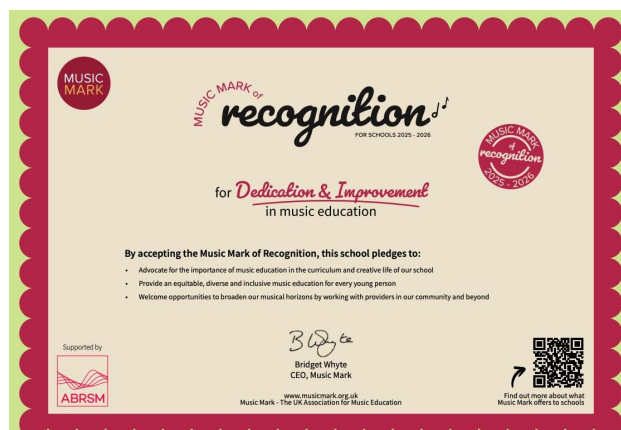 MUSIC
MARK
MUSIC MARK of
recognition
FOR SCHOOLS 2025 - 2026
MUSIC MARK
of
recognition
2025 - 2026
for Dedication & Improvement
in music education
By accepting the Music Mark of Recognition, this school pledges to:
• Advocate for the importance of music education in the curriculum and creative life of our school
• Provide an equitable, diverse and inclusive music education for every young person
• Welcome opportunities to broaden our musical horizons by working with providers in our community and beyond
Supported by
ABRSM
B Whyte
Bridget Whyte
CEO, Music Mark
www.musicmark.org.uk
Music Mark - The UK Association for Music Education
Find out more about what
Music Mark offers to schools